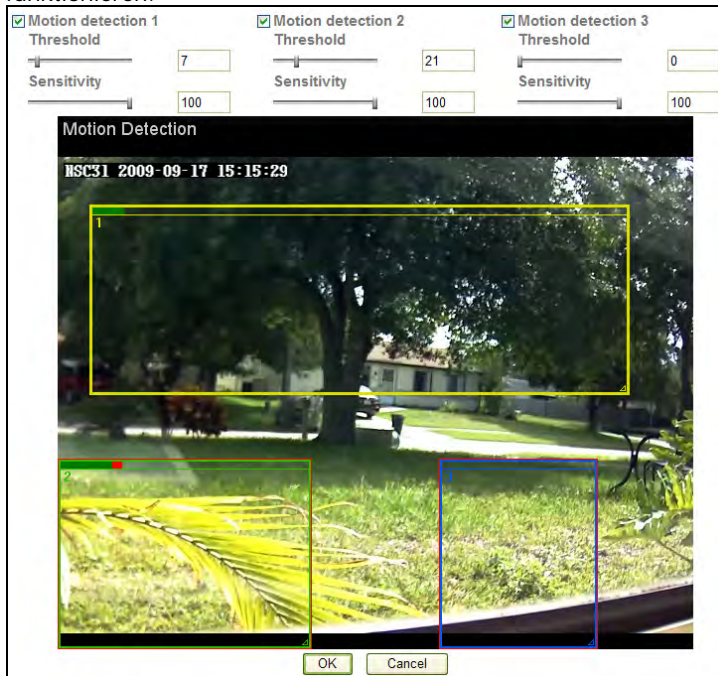 funktionieren.
Motion detection 1 Motion detection 2 Motion detection 3
Threshold Threshold Threshold
7 21 0
Sensitivity Sensitivity Sensitivity
100 100 100
Motion Detection
NSC31 2009-09-17 15:15:29
1
2
3
OK Cancel